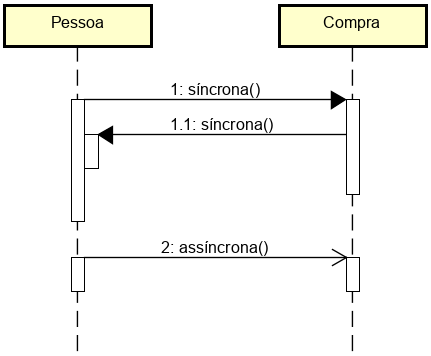 Pessoa
Compra
1: síncrona()
1.1: síncrona()
2: assíncrona()